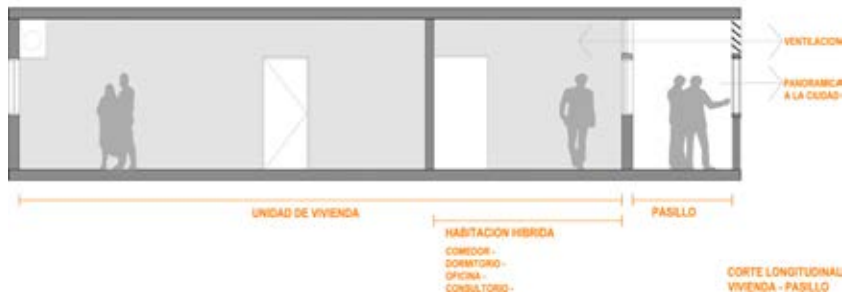 VENTILACION
PANORAMICA
A LA CIUDAD-
UNIDAD DE VIVIENDA
PASILLO
HABITACION HIBRIDA
COMEDOR -
DORMITORIO -
OFICINA -
CONSULTORIO -
CORTE LONGITUDINAL
VIVIENDA - PASILLO